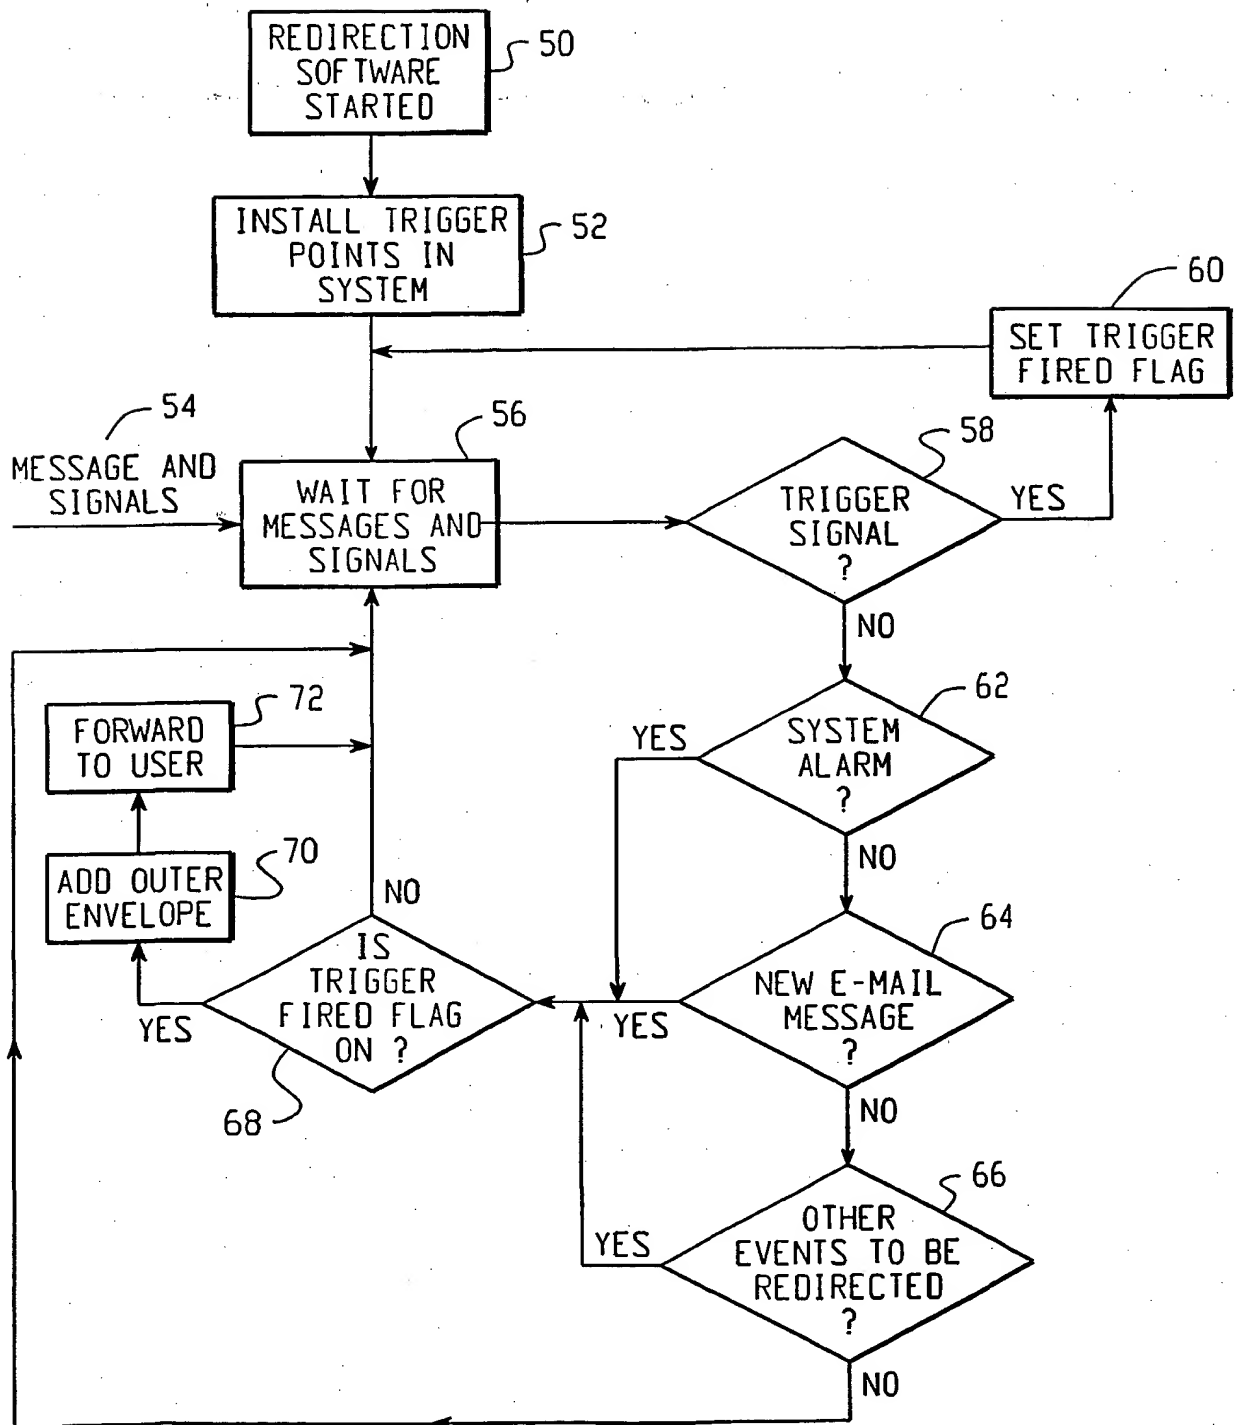 REDIRECTION
SOFTWARE
STARTED
50
INSTALL TRIGGER
POINTS IN
SYSTEM
52
60
SET TRIGGER
FIRED FLAG
54
MESSAGE AND
SIGNALS
56
WAIT FOR
MESSAGES AND
SIGNALS
58
TRIGGER
SIGNAL
?
YES
NO
62
SYSTEM
ALARM
?
YES
NO
72
FORWARD
TO USER
70
ADD OUTER
ENVELOPE
NO
IS
TRIGGER
FIRED FLAG
ON ?
YES
68
64
NEW E-MAIL
MESSAGE
?
YES
NO
66
OTHER
EVENTS TO BE
REDIRECTED
?
YES
NO